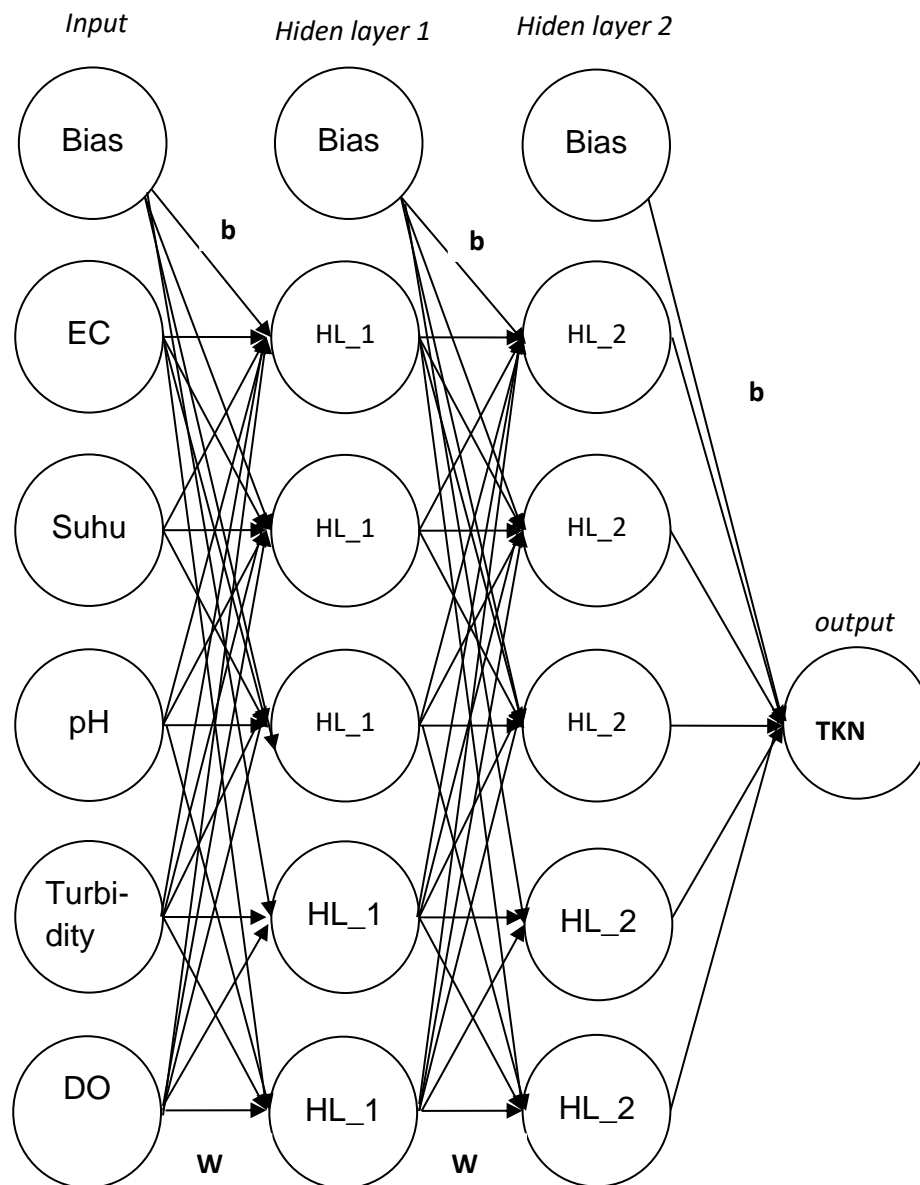 Input
Hiden layer 1
Hiden layer 2
Bias
Bias
Bias
b
b
EC
HL_1
HL_2
b
Suhu
HL_1
HL_2
output
pH
HL_1
HL_2
TKN
Turbi-
dity
HL_1
HL_2
DO
HL_1
HL_2
W
W